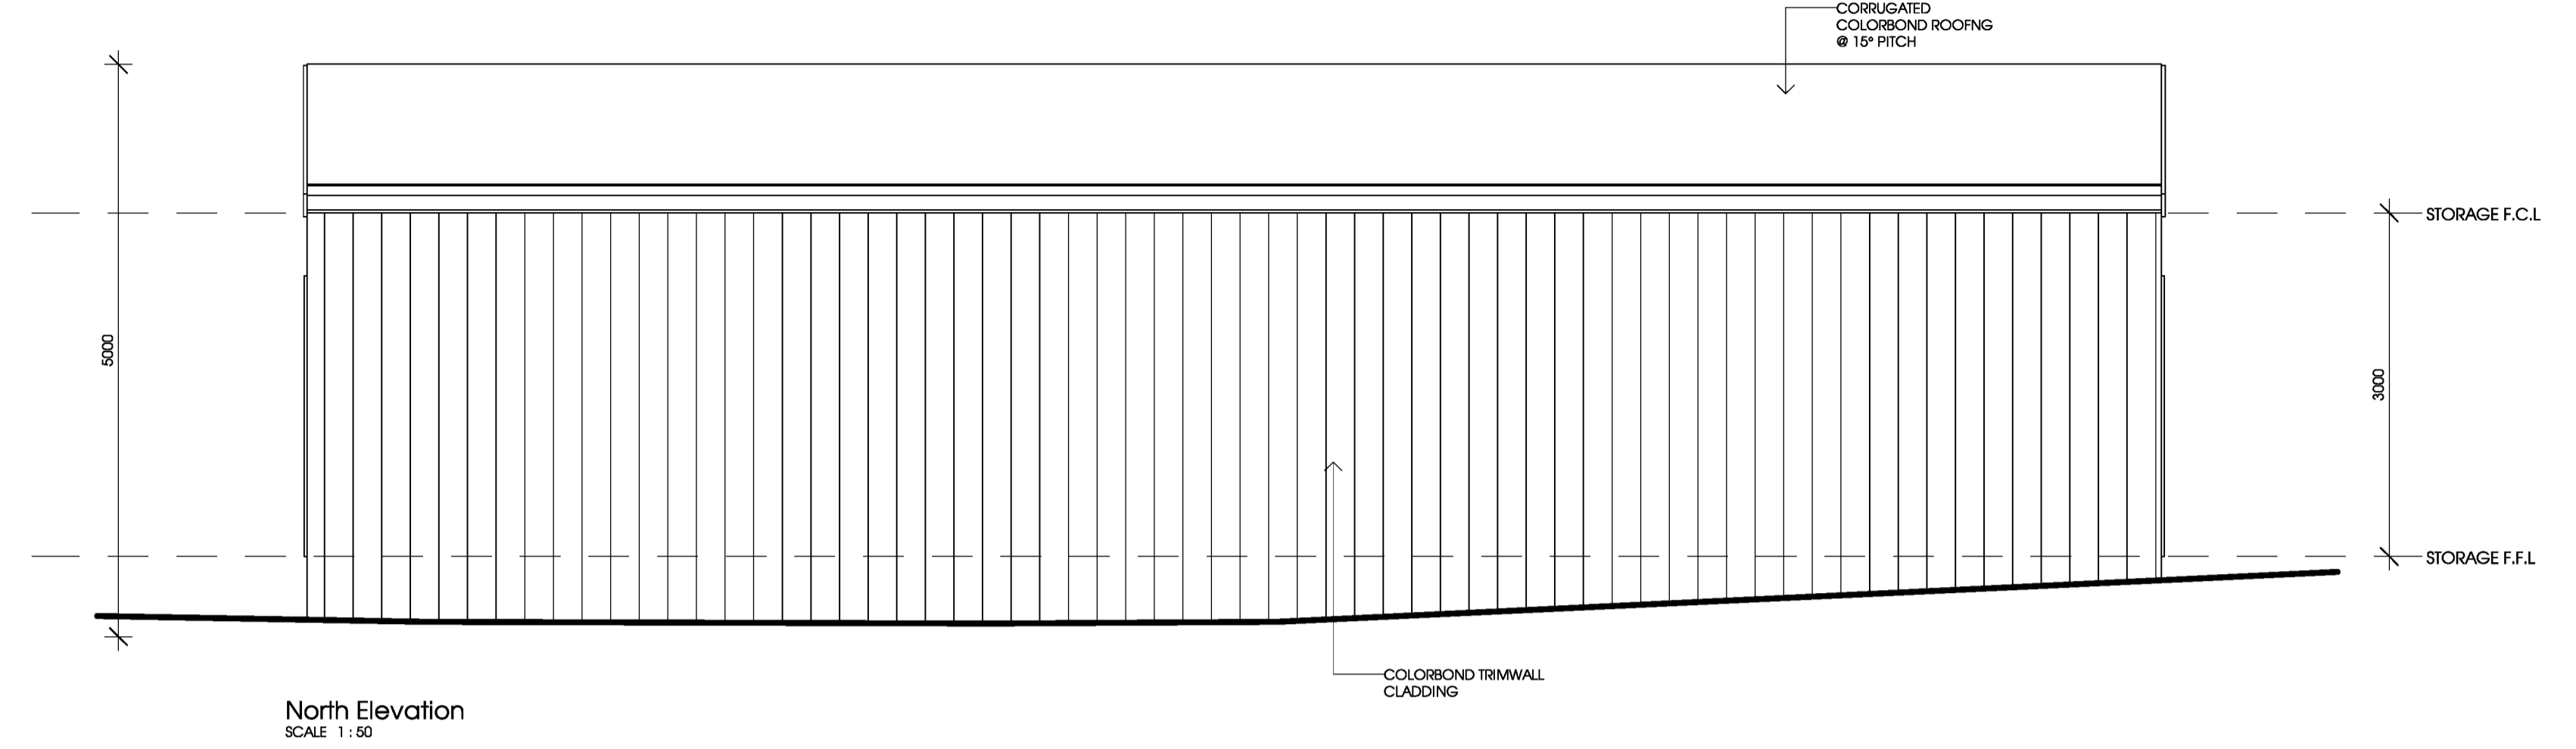 CORRUGATED
COLORBOND ROOFNG
@ 15° PITCH
5000
STORAGE F.C.L
3000
STORAGE F.F.L
COLORBOND TRIMWALL
CLADDING
North Elevation
SCALE 1 : 50